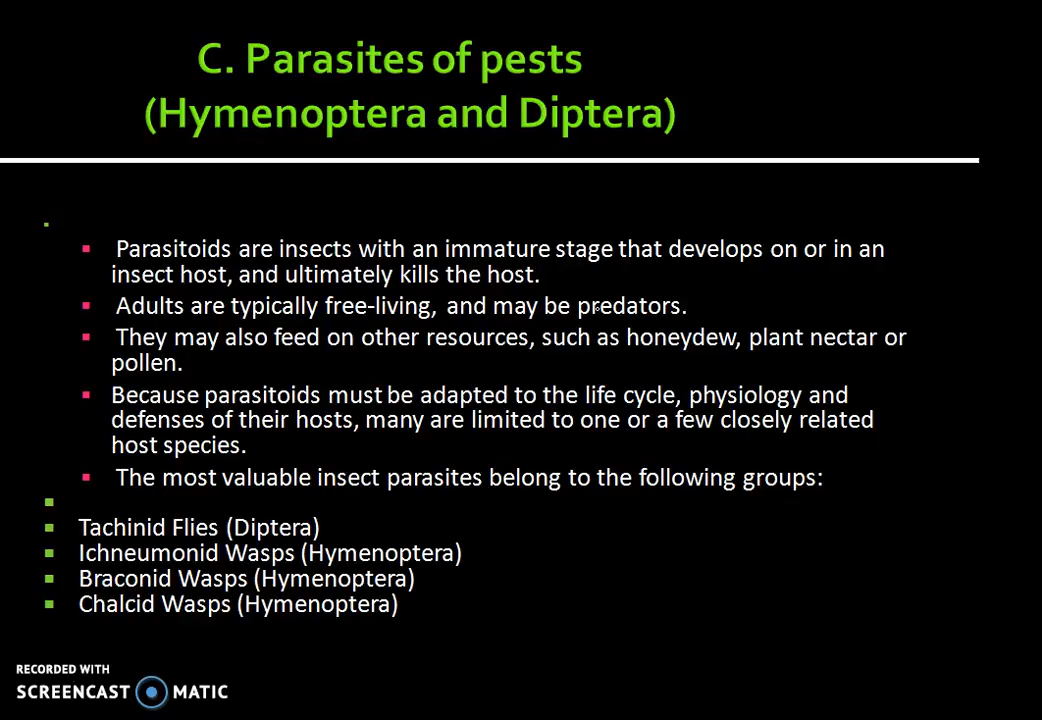 C. Parasites of pests
(Hymenoptera and Diptera)
Parasitoids are insects with an immature stage that develops on or in an
insect host, and ultimately kills the host.
Adults are typically free-living, and may be predators.
They may also feed on other resources, such as honeydew, plant nectar or
pollen.
Because parasitoids must be adapted to the life cycle, physiology and
defenses of their hosts, many are limited to one or a few closely related
host species.
The most valuable insect parasites belong to the following groups:
Tachinid Flies (Diptera)
Ichneumonid Wasps (Hymenoptera)
Braconid Wasps (Hymenoptera)
Chalcid Wasps (Hymenoptera)
RECORDED WITH
SCREENCAST MATIC